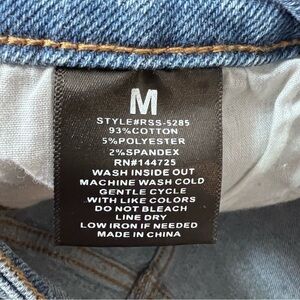 M
STYLE#RSS-5285
93%COTTON
5%POLYESTER
2%SPANDEX
RN#144725
WASH INSIDE OUT
MACHINE WASH COLD
GENTLE CYCLE
WITH LIKE COLORS
DO NOT BLEACH
LINE DRY
LOW IRON IF NEEDED
MADE IN CHINA